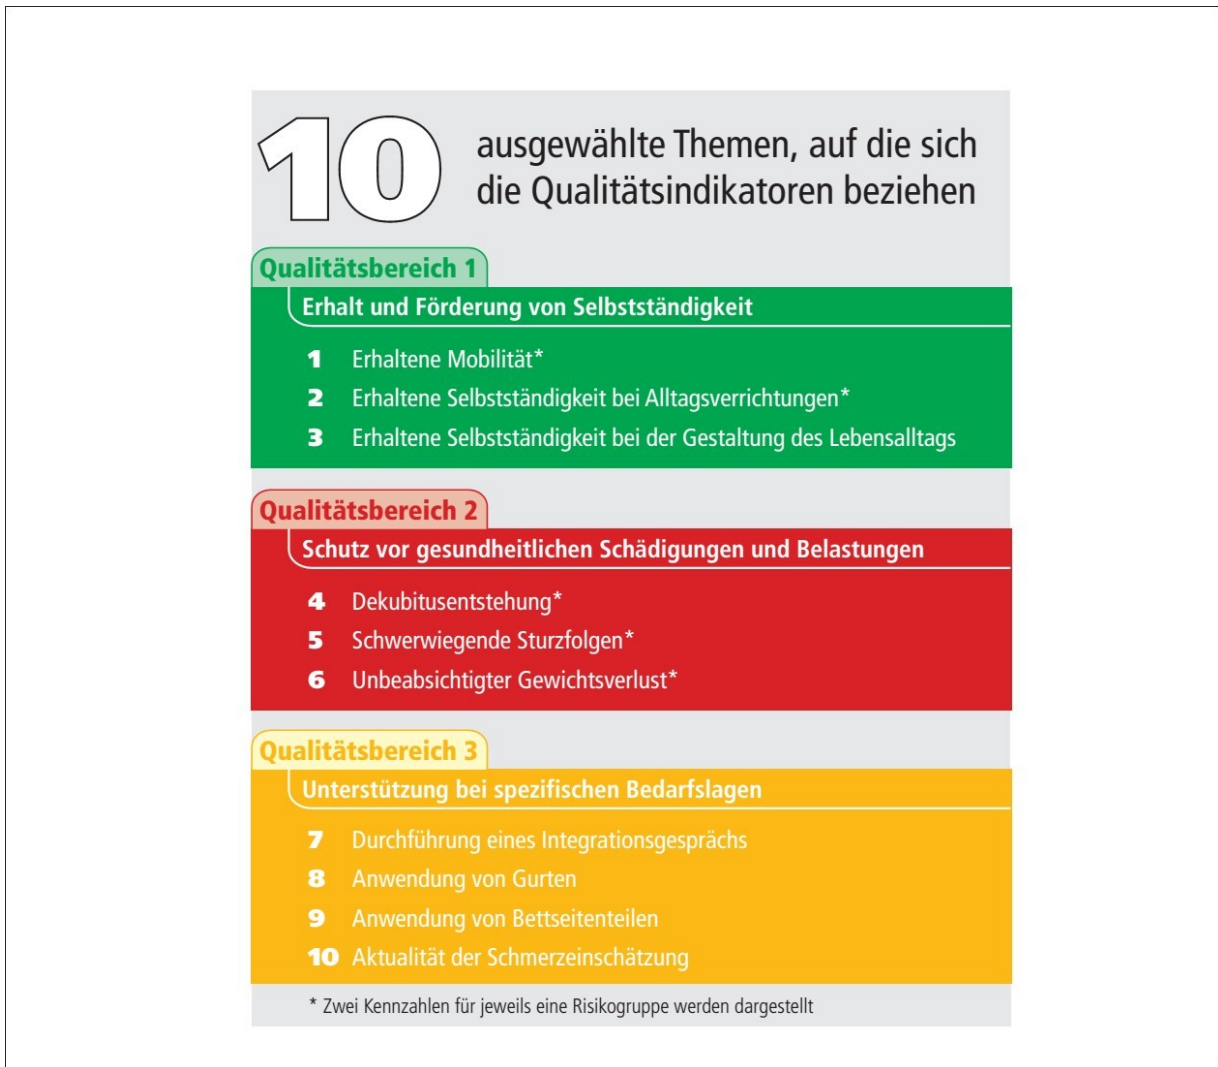 10
ausgewählte Themen, auf die sich
die Qualitätsindikatoren beziehen
Qualitätsbereich 1
Erhalt und Förderung von Selbstständigkeit
1 Erhaltene Mobilität*
2 Erhaltene Selbstständigkeit bei Alltagsverrichtungen*
3 Erhaltene Selbstständigkeit bei der Gestaltung des Lebensalltags
Qualitätsbereich 2
Schutz vor gesundheitlichen Schädigungen und Belastungen
4 Dekubitusentstehung*
5 Schwerwiegende Sturzfolgen*
6 Unbeabsichtigter Gewichtsverlust*
Qualitätsbereich 3
Unterstützung bei spezifischen Bedarfslagen
7 Durchführung eines Integrationsgesprächs
8 Anwendung von Gurten
9 Anwendung von Bettseitenteilen
10 Aktualität der Schmerzeinschätzung
* Zwei Kennzahlen für jeweils eine Risikogruppe werden dargestellt